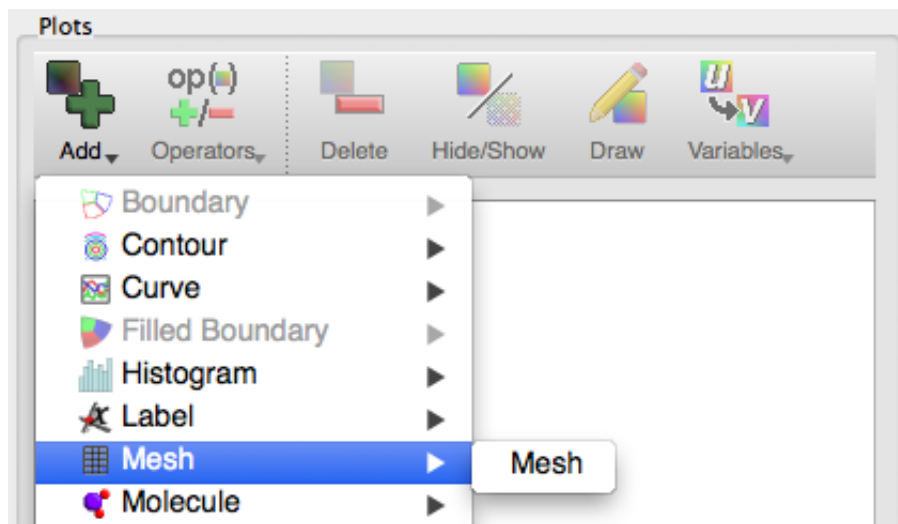 Plots
op( )
+/-
Add Operators Delete Hide/Show Draw Variables
U
V
Boundary
Contour
Curve
Filled Boundary
Histogram
Label
Mesh Mesh
Molecule